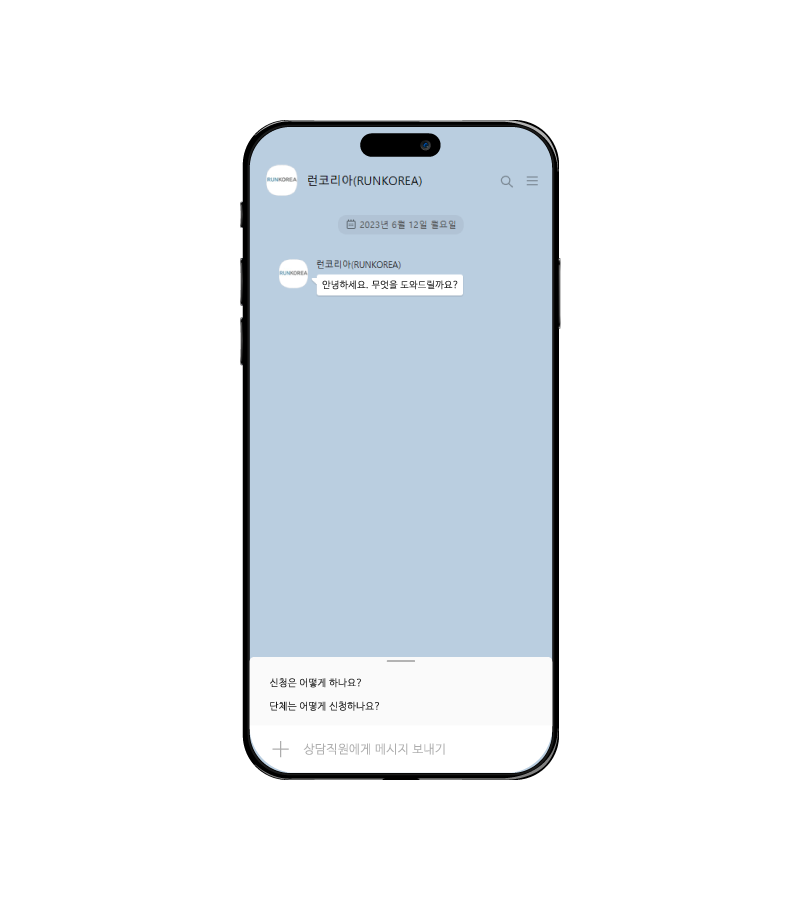 RUNKOREA
런코리아(RUNKOREA)
2023년 6월 12일 월요일
런코리아(RUNKOREA)
RUNKOREA
안녕하세요. 무엇을 도와드릴까요?
신청은 어떻게 하나요?
단체는 어떻게 신청하나요?
상담직원에게 메시지 보내기